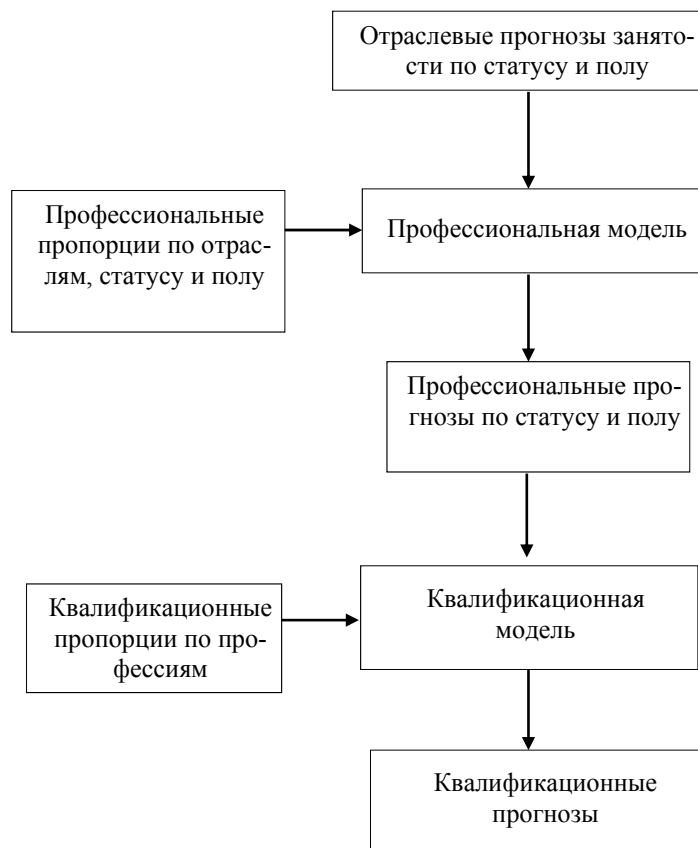 Отраслевые прогнозы занято-
сти по статусу и полу
Профессиональные
пропорции по отрас-
лям, статусу и полу
Профессиональная модель
Профессиональные про-
гнозы по статусу и полу
Квалификационные
пропорции по про-
фессиям
Квалификационная
модель
Квалификационные
прогнозы